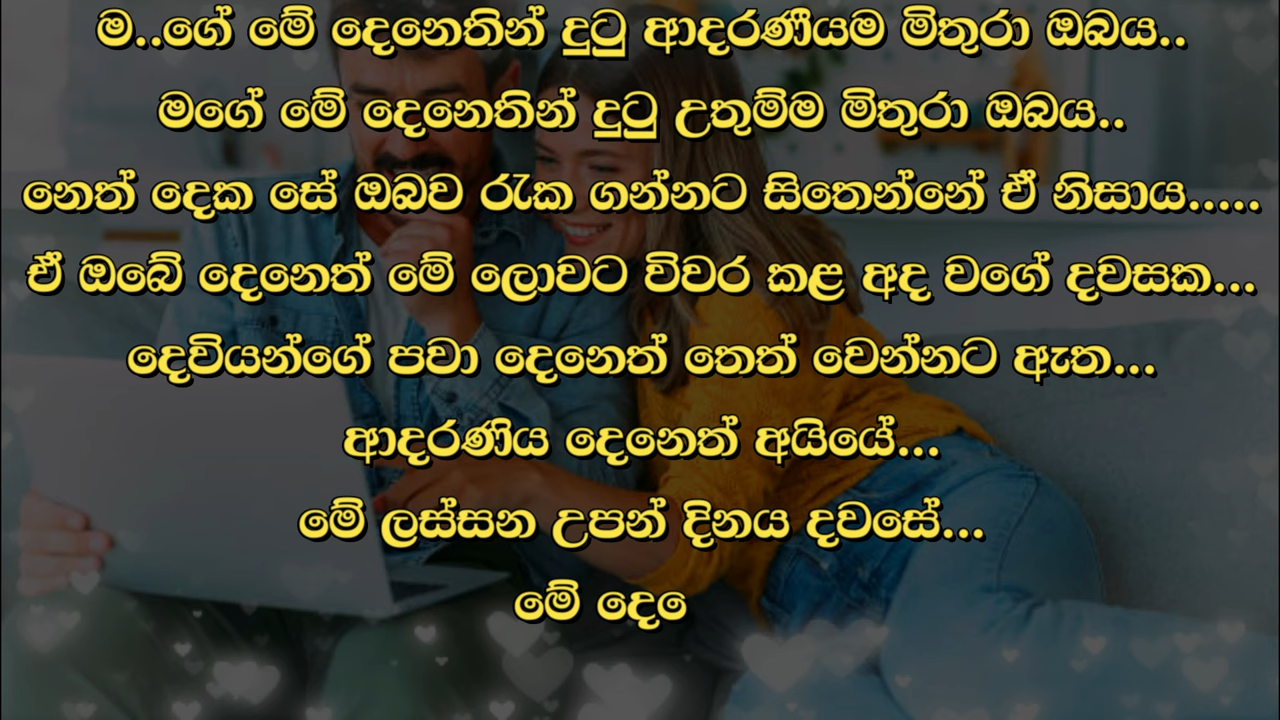 ම..ගේ මේ දෙනෙතින් දුටු ආදරණීයම මිතුරා ඔබය..
මගේ මේ දෙනෙතින් දුටු උතුම්ම මිතුරා ඔබය..
නෙත් දෙක සේ ඔබව රැක ගන්නට සිතෙන්නේ ඒ නිසාය.....
ඒ ඔබේ දෙනෙත් මේ ලොවට විවර කළ අද වගේ දවසක...
දෙවියන්ගේ පවා දෙනෙත් තෙත් වෙන්නට ඇත...
ආදරණිය දෙනෙත් අයියේ...
මේ ලස්සන උපන් දිනය දවසේ...
මේ දෙෙ